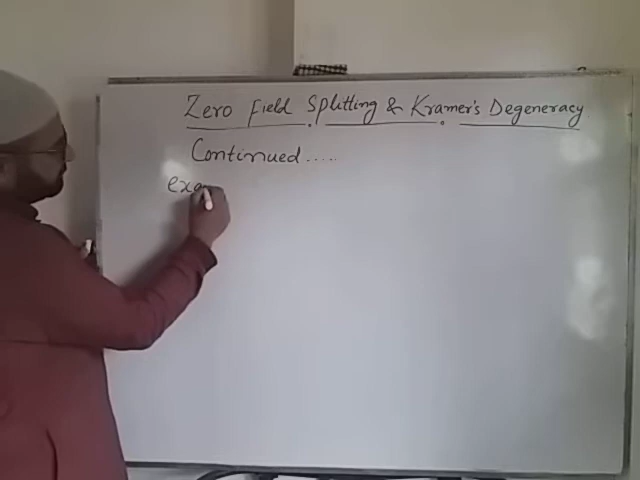 Zero Field Splitting & Kramer's Degeneracy
Continued.....
exa